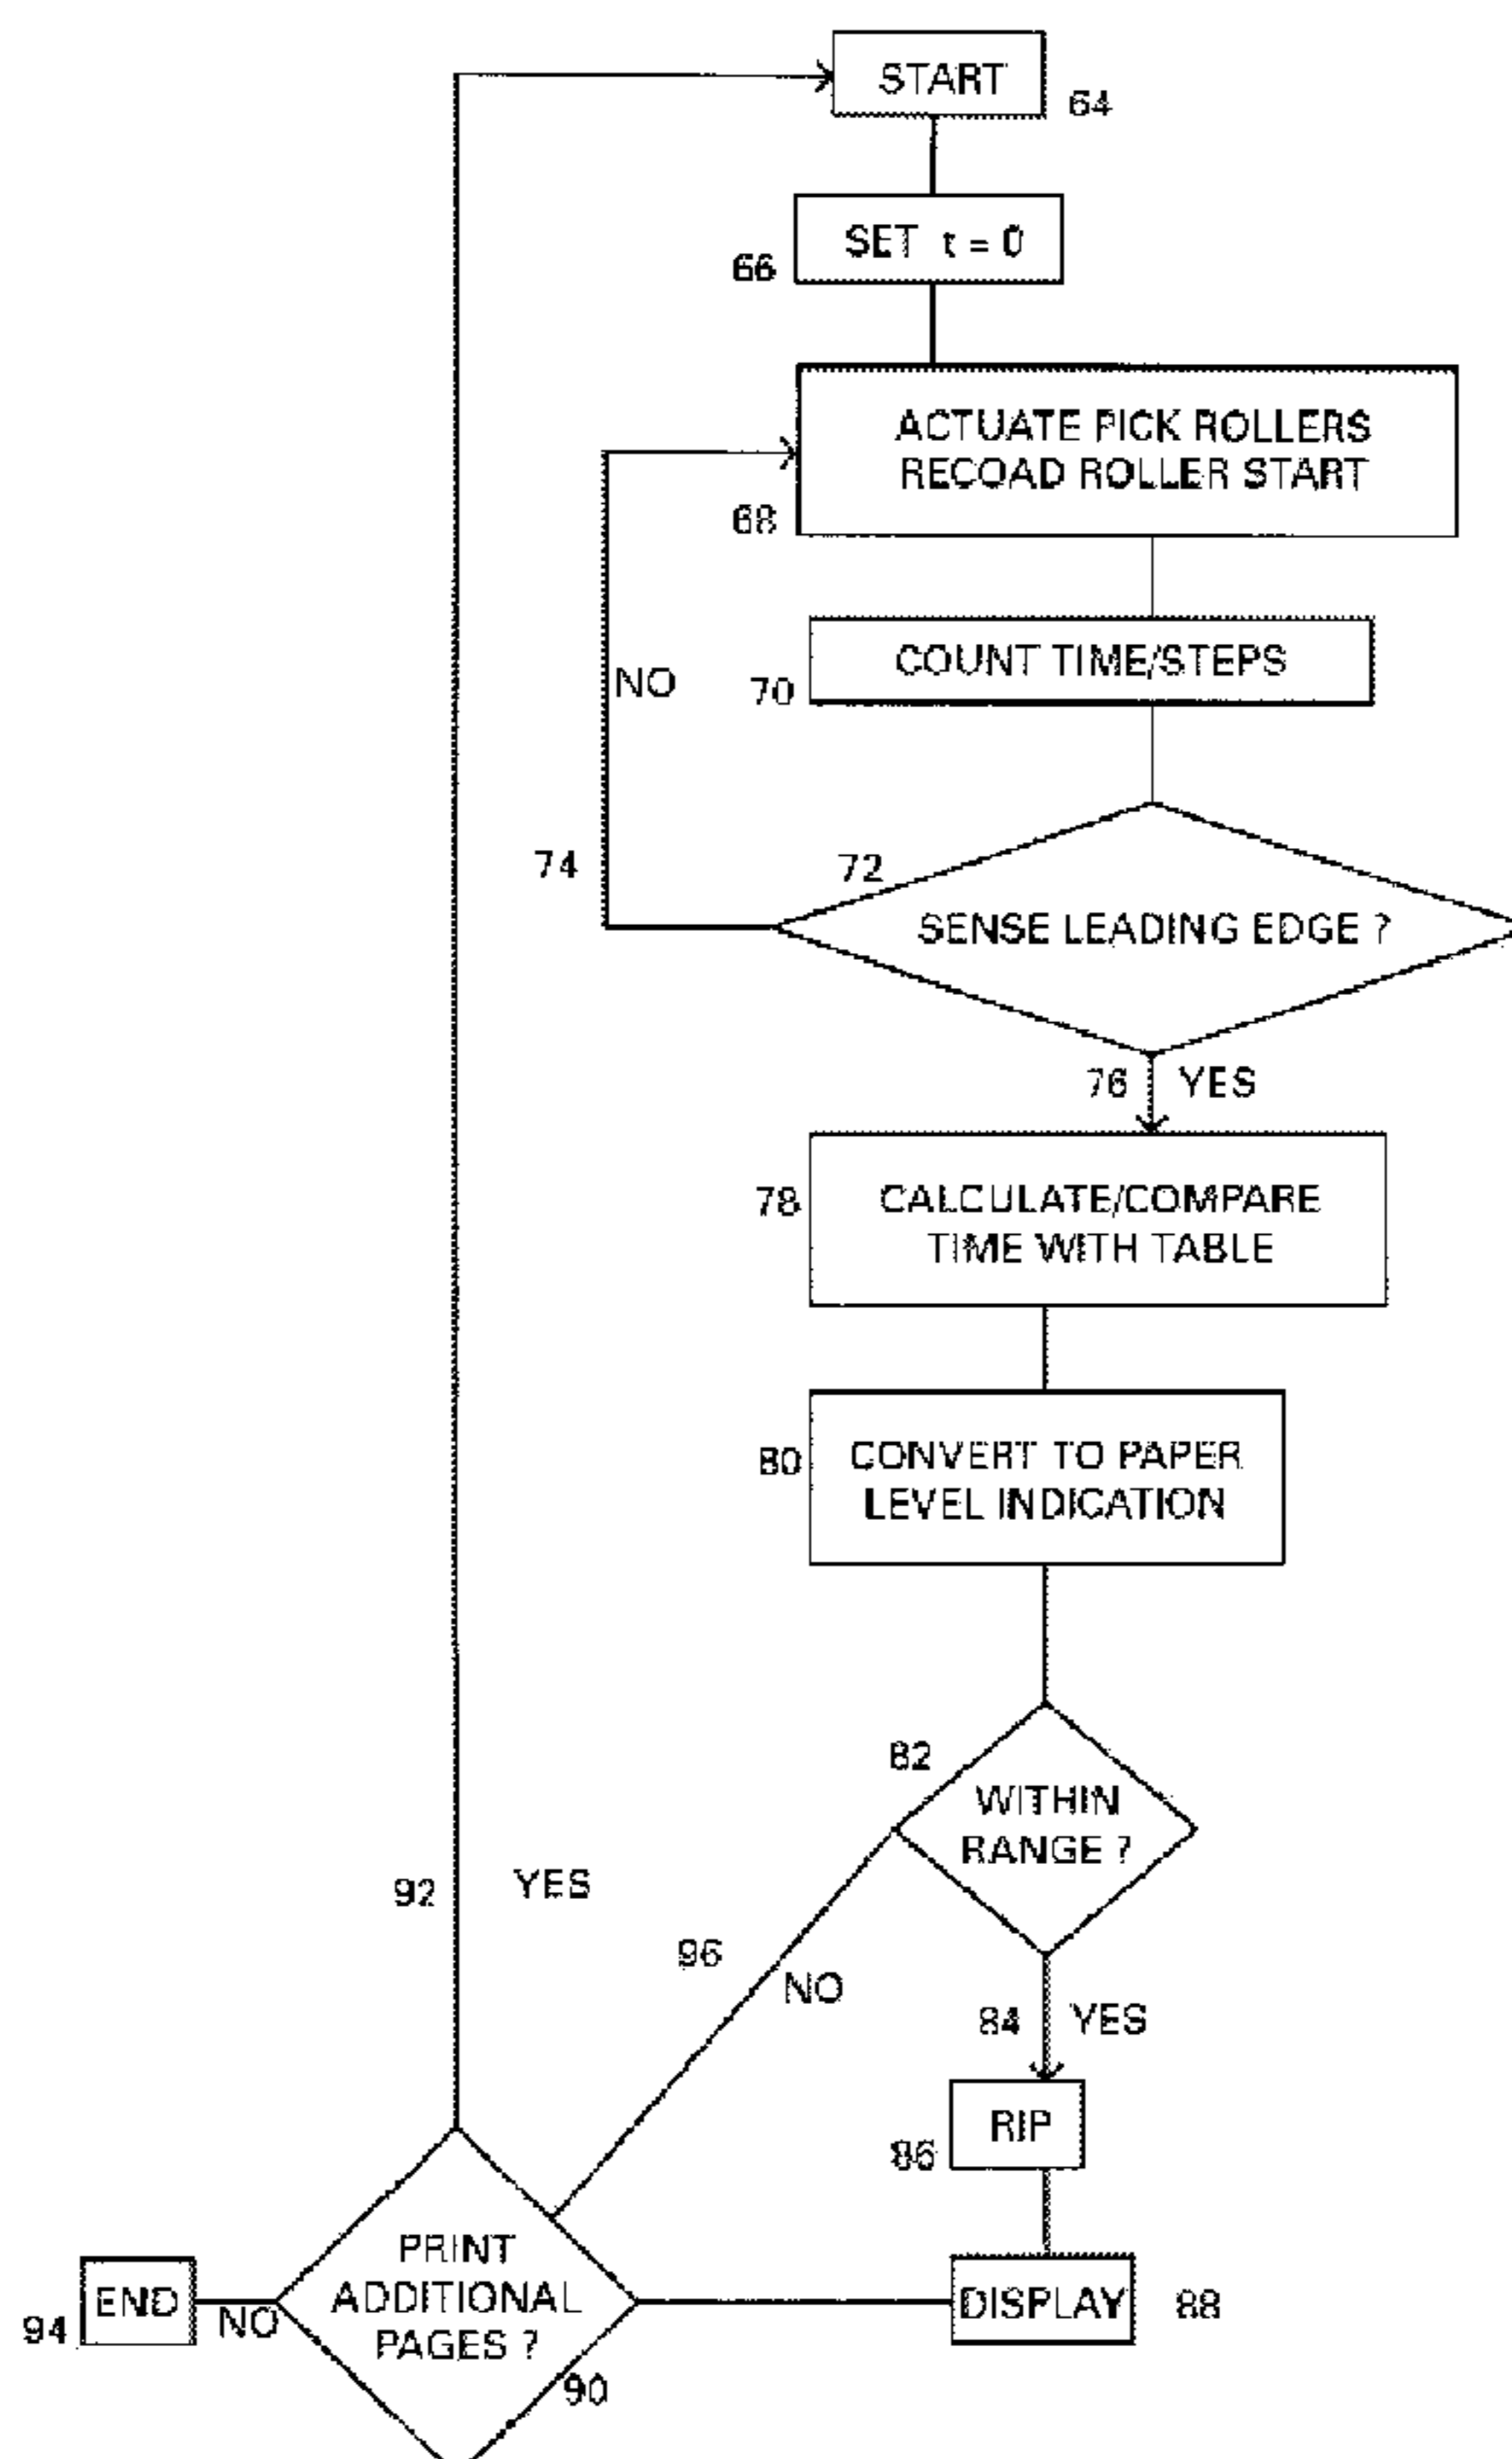 START
64
SET t = 0
66
ACTUATE PICK ROLLERS
RECOAD ROLLER START
68
COUNT TIME/STEPS
70
NO
74
72
SENSE LEADING EDGE ?
76 YES
78
CALCULATE/COMPARE
TIME WITH TABLE
80
CONVERT TO PAPER
LEVEL INDICATION
82
WITHIN
RANGE ?
92
YES
96
NO
84 YES
RIP
86
PRINT
ADDITIONAL
PAGES ?
90
END
94
NO
DISPLAY
88